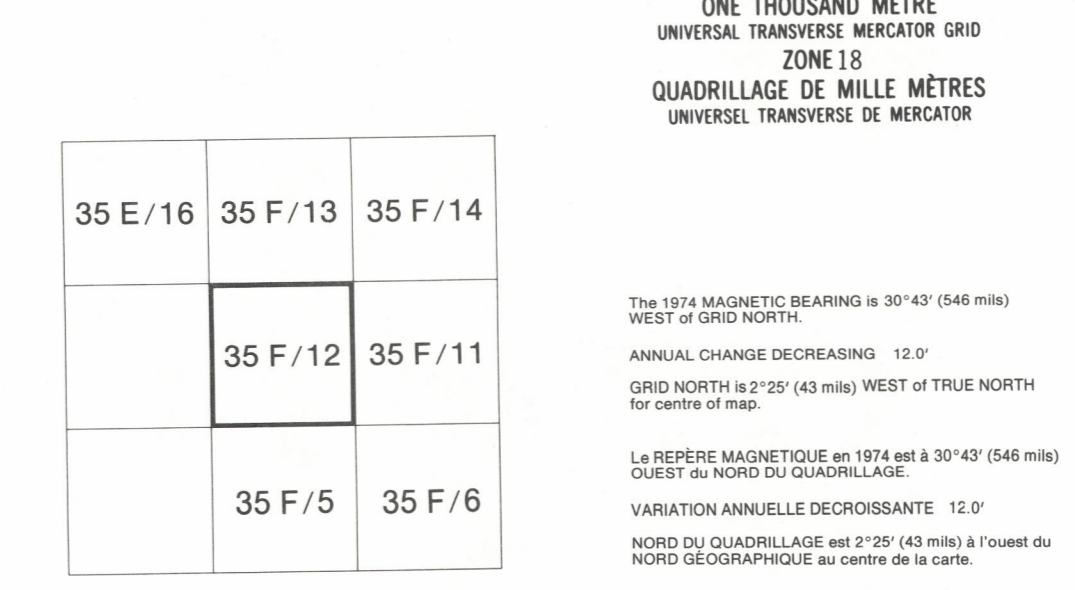 ONE THOUSAND METRE
UNIVERSAL TRANSVERSE MERCATOR GRID
ZONE 18
QUADRILLAGE DE MILLE MÈTRES
UNIVERSEL TRANSVERSE DE MERCATOR
35 E/16 35 F/13 35 F/14
35 F/12 35 F/11
35 F/5 35 F/6
The 1974 MAGNETIC BEARING is 30°43′ (546 mils)
WEST of GRID NORTH.
ANNUAL CHANGE DECREASING 12.0′
GRID NORTH is 2°25′ (43 mils) WEST of TRUE NORTH
for centre of map.
Le REPÈRE MAGNETIQUE en 1974 est à 30°43′ (546 mils)
OUEST du NORD DU QUADRILLAGE.
VARIATION ANNUELLE DECROISSANTE 12.0′
NORD DU QUADRILLAGE est 2°25′ (43 mils) à l'ouest du
NORD GÉOGRAPHIQUE au centre de la carte.